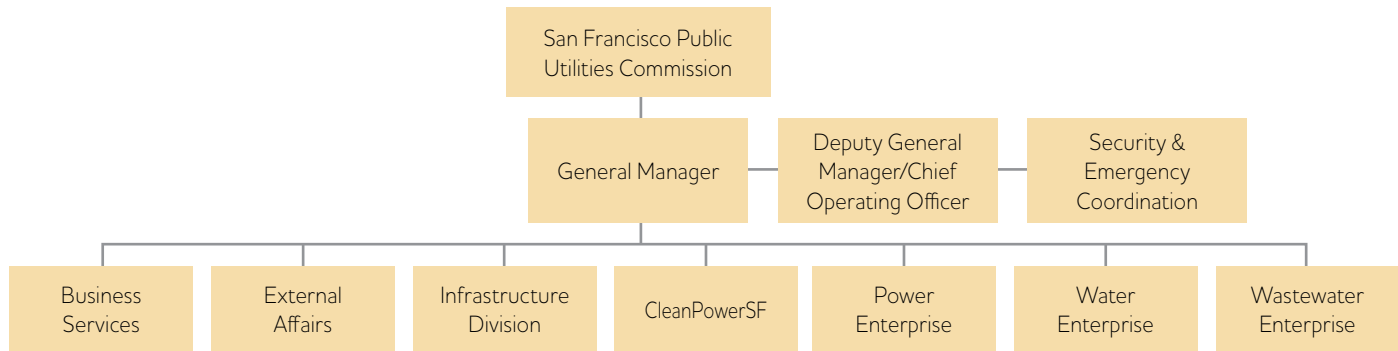 San Francisco Public
Utilities Commission
General Manager
Deputy General
Manager/Chief
Operating Officer
Security &
Emergency
Coordination
Business
Services
External
Affairs
Infrastructure
Division
CleanPowerSF
Power
Enterprise
Water
Enterprise
Wastewater
Enterprise